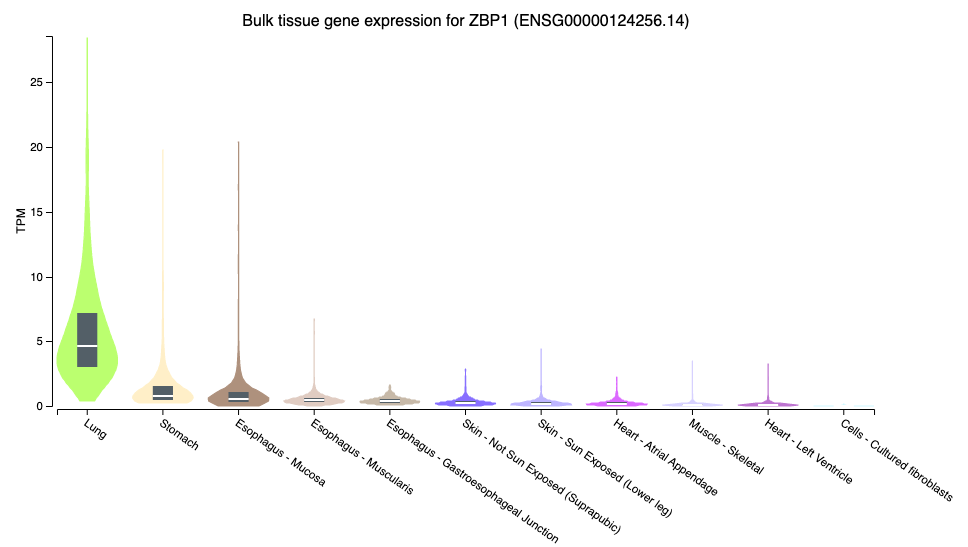 Bulk tissue gene expression for ZBP1 (ENSG00000124256.14)
TPM
25
20
15
10
5
0
Lung
Stomach
Esophagus - Mucosa
Esophagus - Muscularis
Esophagus - Gastroesophageal Junction
Skin - Not Sun Exposed (Suprapubic)
Skin - Sun Exposed (Lower leg)
Heart - Atrial Appendage
Muscle - Skeletal
Heart - Left Ventricle
Cells - Cultured fibroblasts